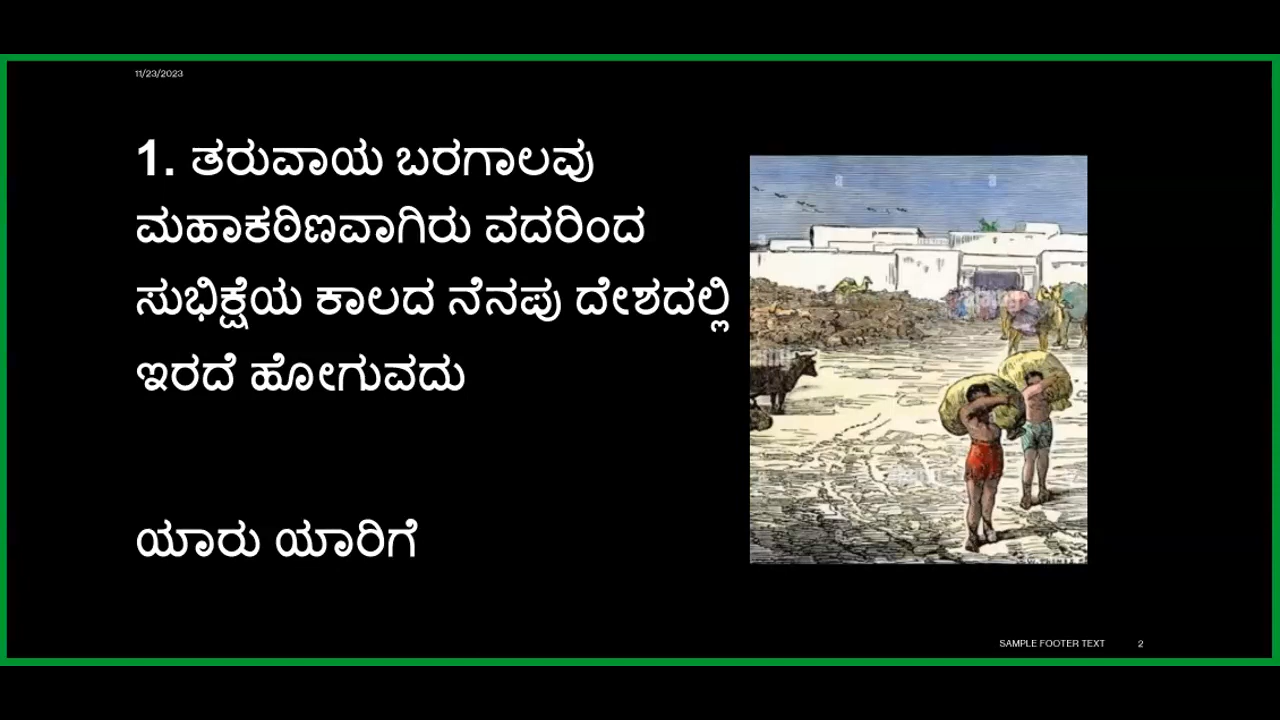 11/23/2023
1. ತರುವಾಯ ಬರಗಾಲವು
ಮಹಾಕಠಿಣವಾಗಿರು ವದರಿಂದ
ಸುಭಿಕ್ಷೆಯ ಕಾಲದ ನೆನಪು ದೇಶದಲ್ಲಿ
ಇರದೆ ಹೋಗುವದು
ಯಾರು ಯಾರಿಗೆ
SAMPLE FOOTER TEXT 2